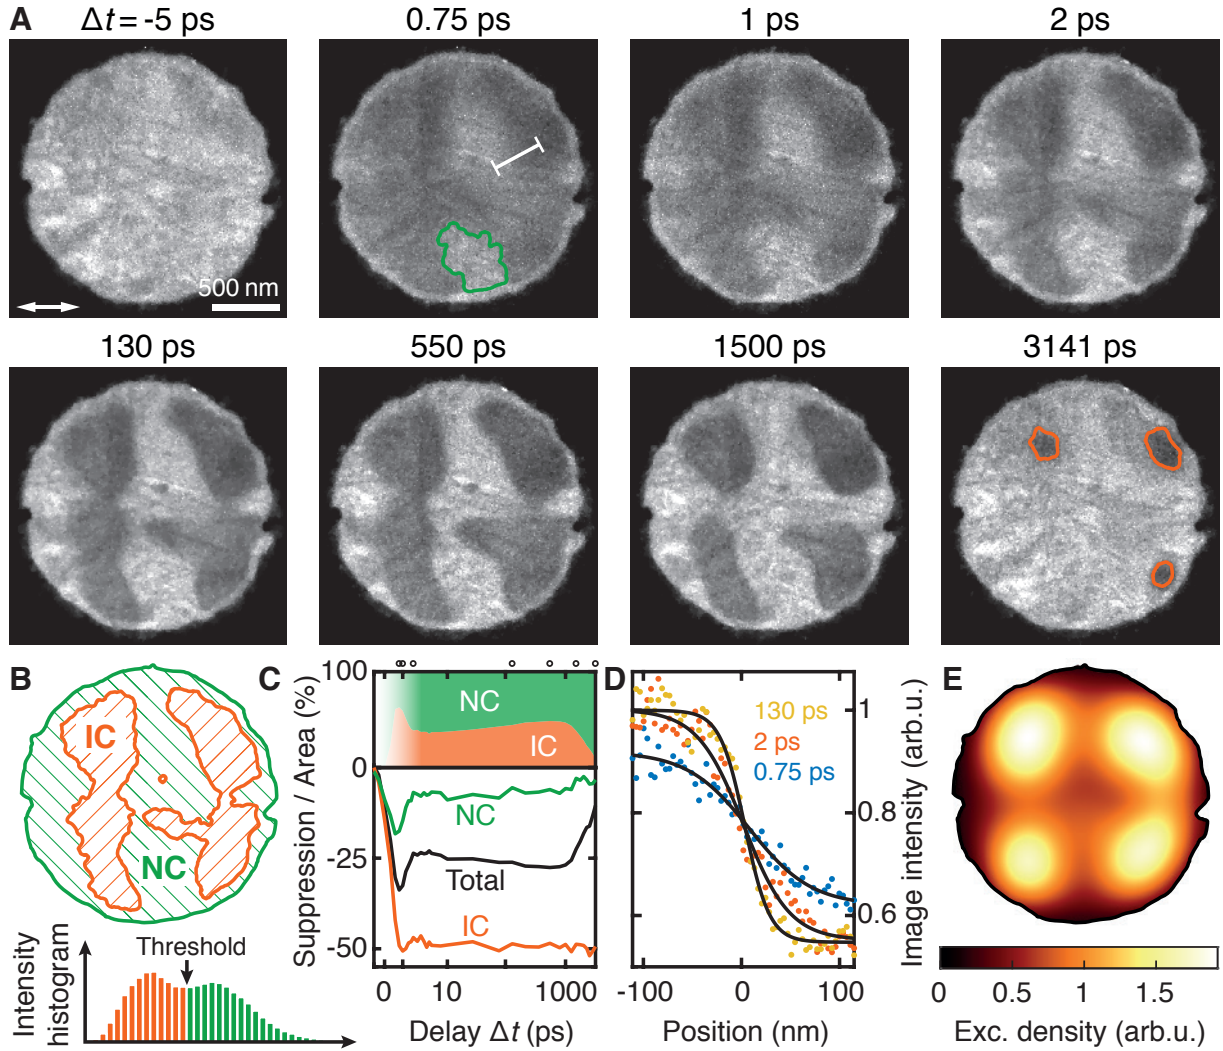 A
Δt = -5 ps
0.75 ps
1 ps
2 ps
500 nm
130 ps
550 ps
1500 ps
3141 ps
B
IC
NC
Intensity
histogram
Threshold
C
Suppression / Area (%)
100
0
-25
-50
NC
IC
NC
Total
IC
0
10
1000
Delay Δt (ps)
D
130 ps
2 ps
0.75 ps
1
0.8
0.6
Image intensity (arb.u.)
-100
0
100
Position (nm)
E
0
0.5
1
1.5
Exc. density (arb.u.)